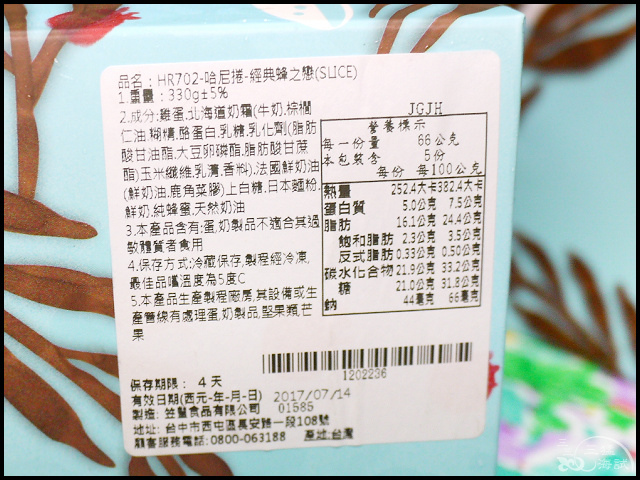 品名：HR702-哈尼捲-經典蜂之戀(SLICE)
1.重量：330g±5%
2.成分:雞蛋,北海道奶霜(牛奶,棕櫚
仁油,糊精,酪蛋白,乳糖,乳化劑(脂肪
酸甘油酯,大豆卵磷酯,脂肪酸甘蔗
酯)玉米纖維,乳清,香料),法國鮮奶油
(鮮奶油,鹿角菜膠)上白糖,日本麵粉,
鮮奶,純蜂蜜,天然奶油
3.本產品含有:蛋,奶製品不適合其過
敏體質者食用
4.保存方式:冷藏保存,製程經冷凍,
最佳品嚐溫度為5度C
5.本產品生產製程廠房,其設備或生
產管線有處理蛋,奶製品,堅果類,芒
果
JGJH
營養標示
每一份量 66公克
本包裝含 5份
每份 每100公克
熱量 252.4大卡 382.4大卡
蛋白質 5.0公克 7.5公克
脂肪 16.1公克 24.4公克
飽和脂肪 2.3公克 3.5公克
反式脂肪 0.33公克 0.50公克
碳水化合物 21.9公克 33.2公克
糖 21.0公克 31.8公克
鈉 44毫克 66毫克
1202236
保存期限： 4 天
有效日期(西元-年-月-日) 2017/07/14
製造: 笠豐食品有限公司 01585
地址: 台中市西屯區長安路一段108號
顧客服務電話:0800-063188 產地:台灣